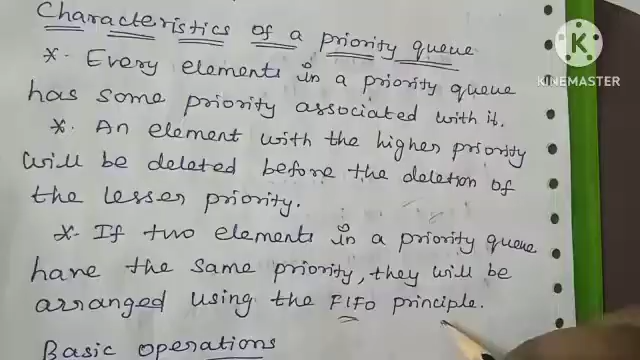 Characteristics of a priority queue
*. Every elements in a priority queue
has some priority associated with it.
*. An element with the higher priority
will be deleted before the deletion of
the lesser priority.
*. If two elements in a priority queue
have the same priority, they will be
arranged using the FIFO principle.
Basic operations
K
KINEMASTER